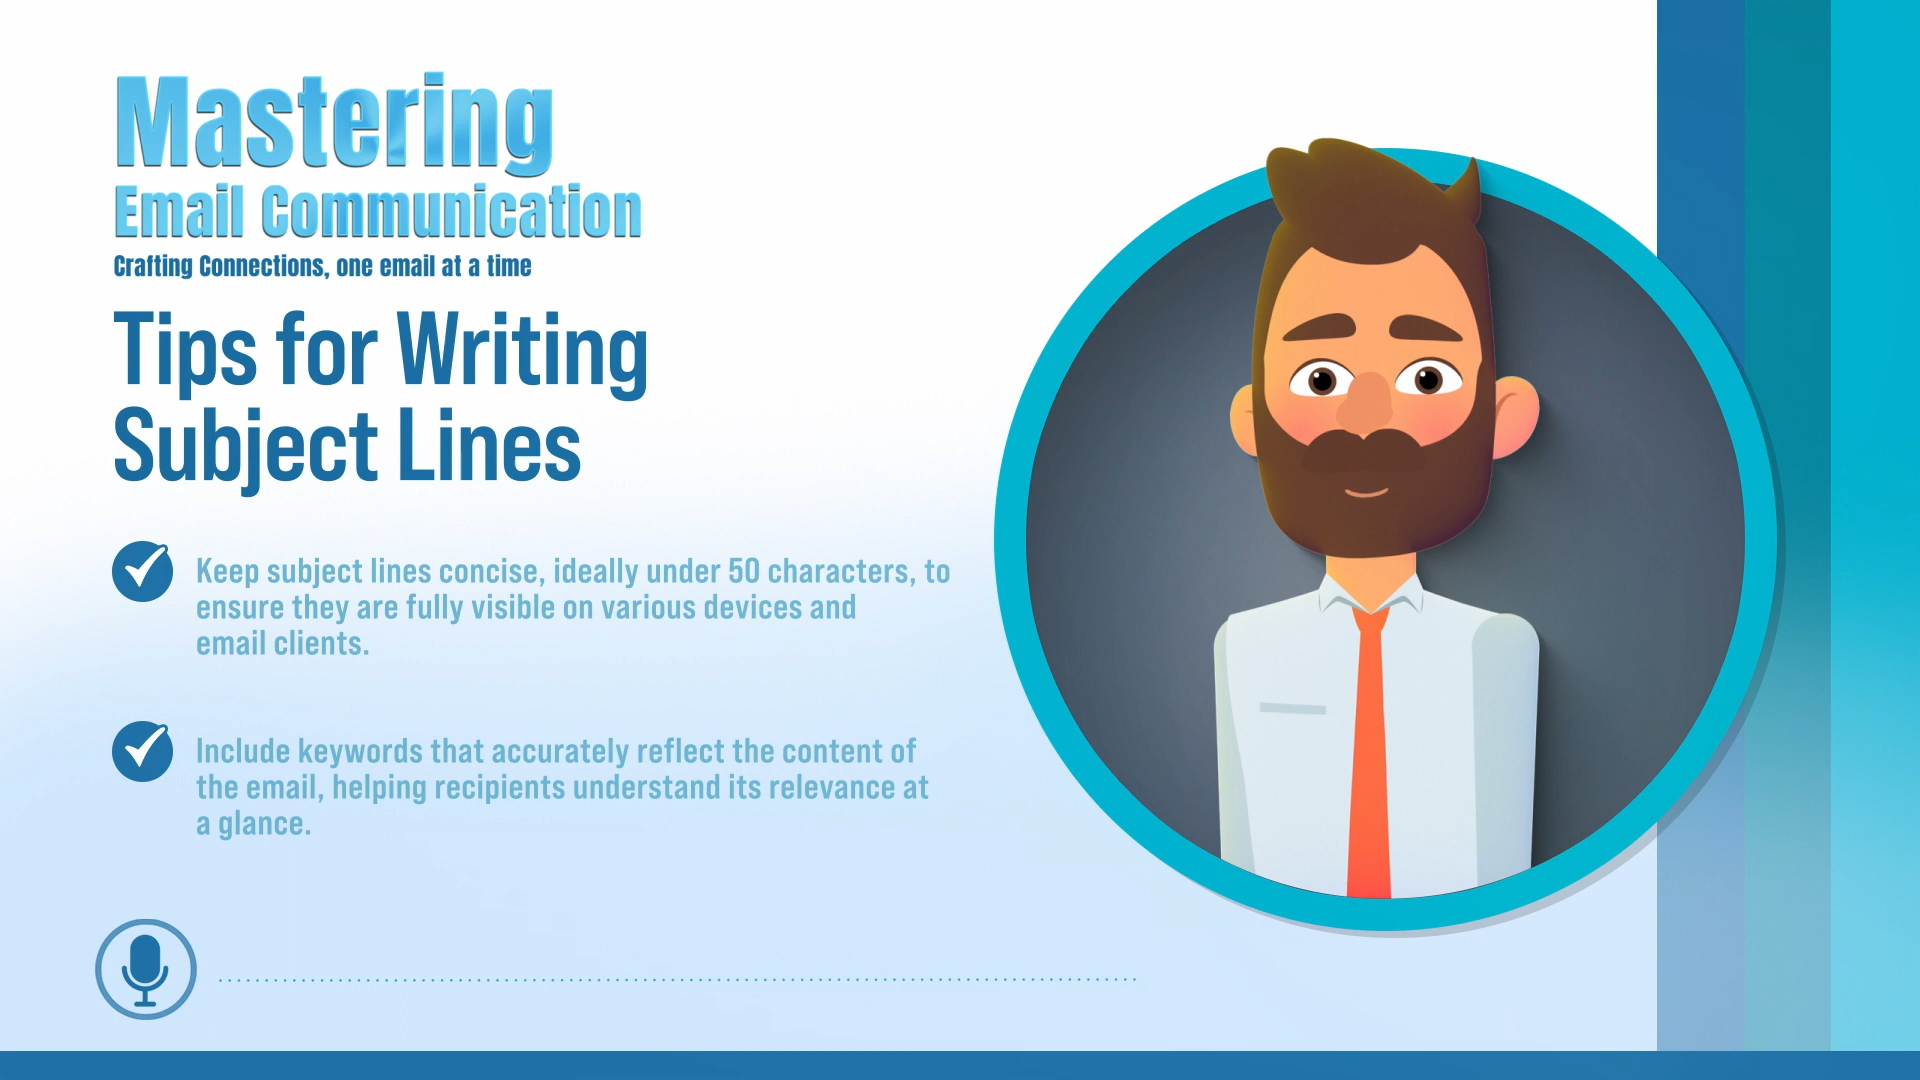 Mastering
Email Communication
Crafting Connections, one email at a time
Tips for Writing
Subject Lines
Keep subject lines concise, ideally under 50 characters, to
ensure they are fully visible on various devices and
email clients.
Include keywords that accurately reflect the content of
the email, helping recipients understand its relevance at
a glance.